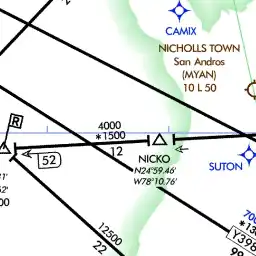 CAMIX
NICHOLLS TOWN
San Andros
(MYAN)
10 L 50
R
4000
*1500
12
52
NICKO
N24°59.46'
W78°10.76'
SUTON
12500
22
Y398